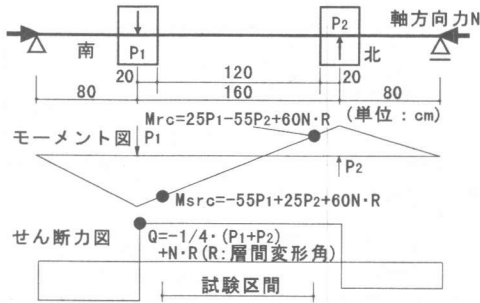 軸方向力N
P₁
P₂
南
北
20
120
20
80
160
80
(単位：cm)
Mrc=25P₁-55P₂+60N·R
モーメント図
P₁
P₂
Msrc=-55P₁+25P₂+60N·R
せん断力図
Q=-1/4·(P₁+P₂)
+N·R(R:層間変形角)
試験区間